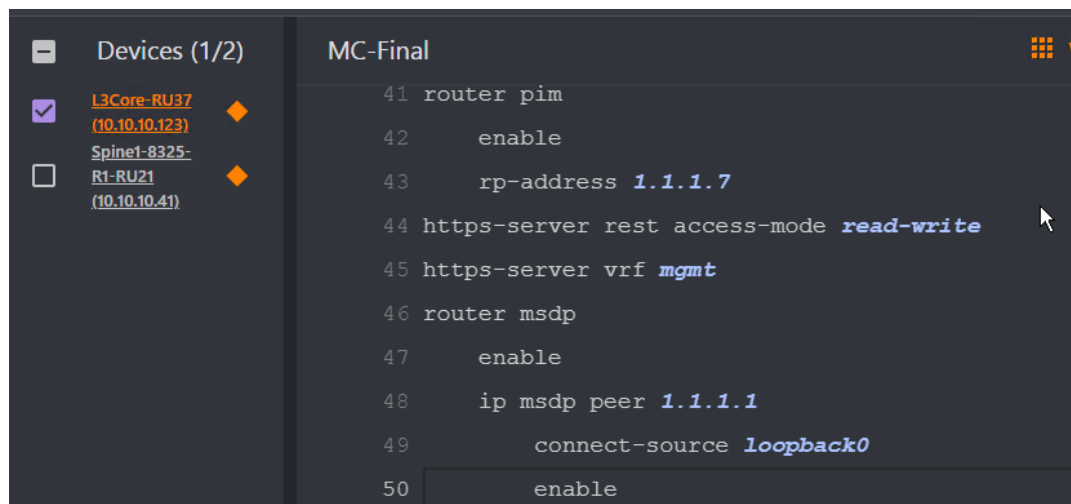 Devices (1/2)
L3Core-RU37
(10.10.10.123)
Spine1-8325-
R1-RU21
(10.10.10.41)
MC-Final
41 router pim
42     enable
43     rp-address 1.1.1.7
44 https-server rest access-mode read-write
45 https-server vrf mgmt
46 router msdp
47     enable
48     ip msdp peer 1.1.1.1
49         connect-source loopback0
50         enable